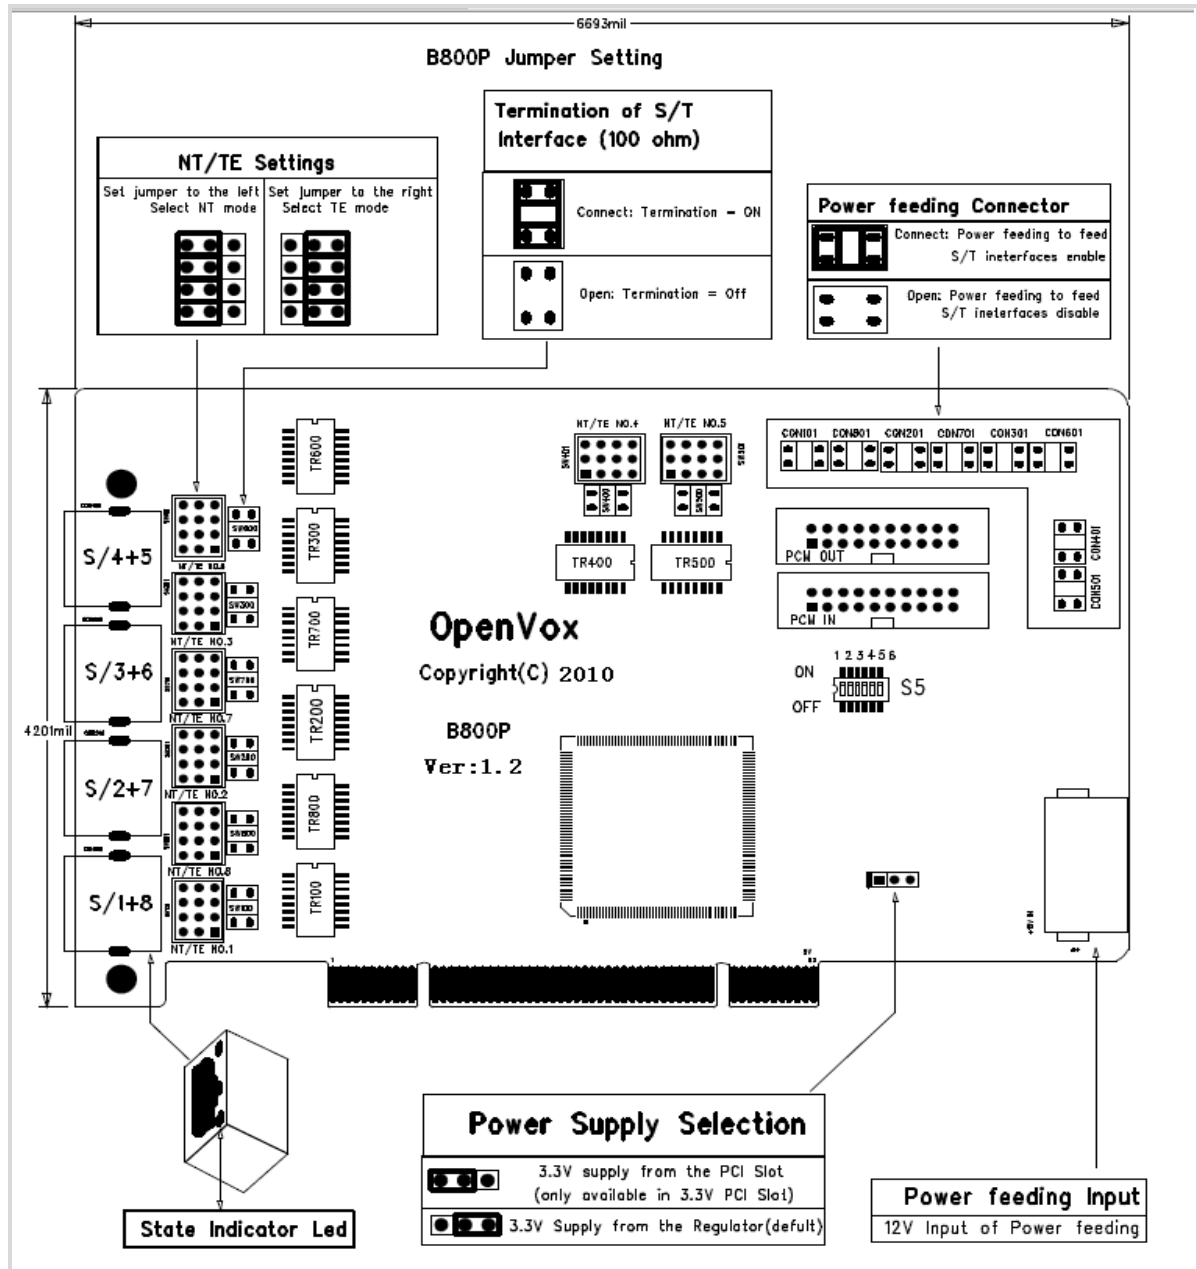 6693mil
B800P Jumper Setting
Termination of S/T
Interface (100 ohm)
Connect: Termination - ON
Open: Termination = Off
NT/TE Settings
Set jumper to the left
Select NT mode
Set Jumper to the right
Select TE mode
Power feeding Connector
Connect: Power feeding to feed
S/T ineterfaces enable
Open: Power feeding to feed
S/T ineterfaces disable
NT/TE NO.4
NT/TE NO.5
CON101
CON801
CON201
CON701
CON301
CON601
SW401
SW400
SW500
CON401
CON501
TR600
TR300
TR700
TR200
TR800
TR100
TR400
TR500
PCM OUT
PCM IN
S/4+5
S/3+6
S/2+7
S/1+8
SW300
NT/TE NO.3
SW700
NT/TE NO.7
NT/TE NO.2
NT/TE NO.8
NT/TE NO.1
4201mil
OpenVox
Copyright(C) 2010
B800P
Ver:1.2
1 2 3 4 5 6
ON
OFF
S5
Power Supply Selection
3.3V supply from the PCI Slot
(only available in 3.3V PCI Slot)
3.3V Supply from the Regulator(defult)
Power feeding Input
12V Input of Power feeding
State Indicator Led